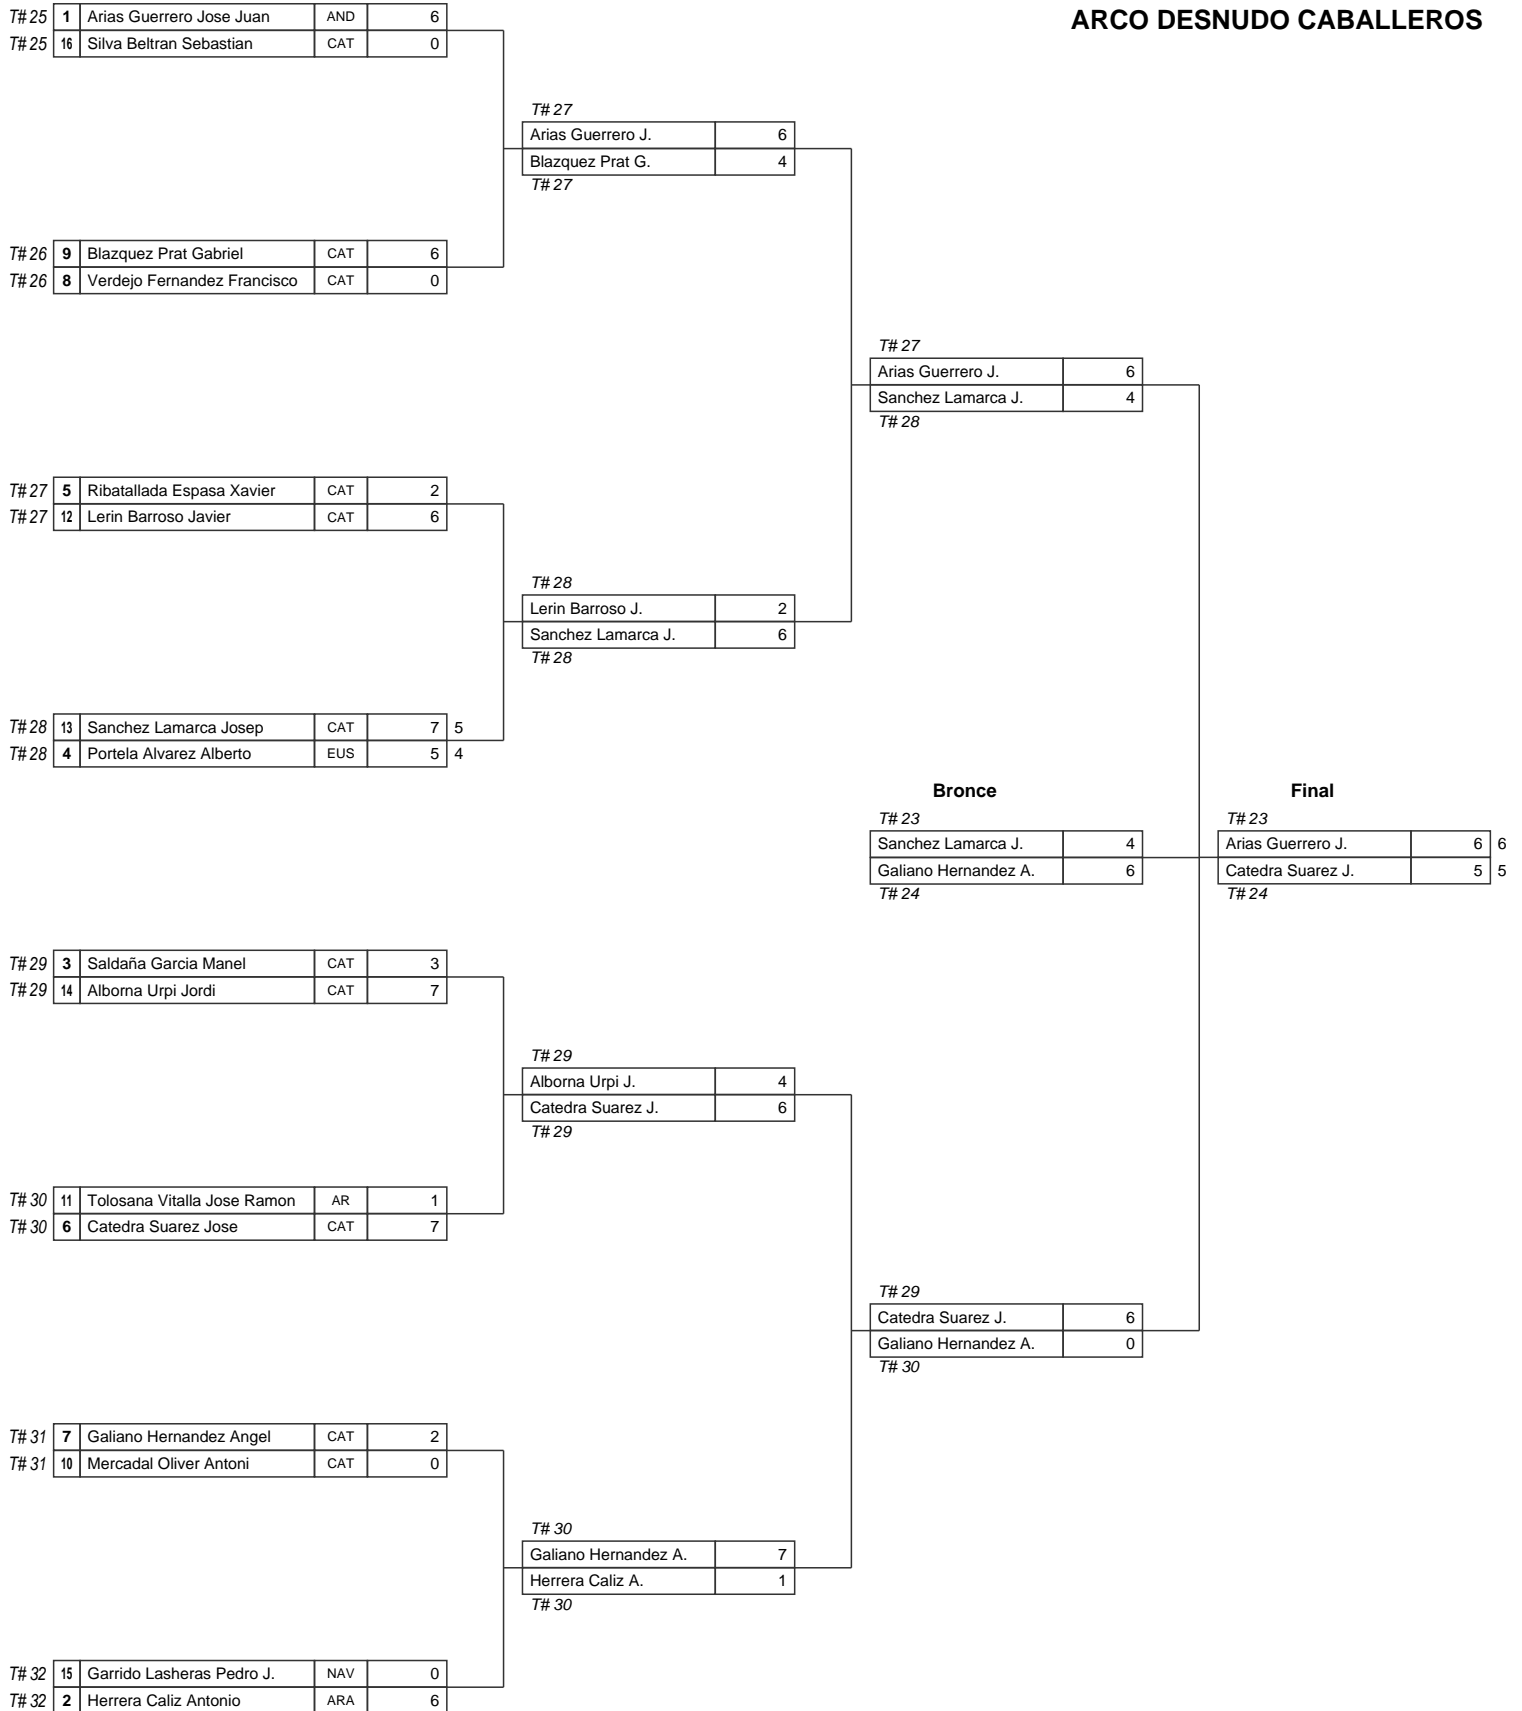 ARCO DESNUDO CABALLEROS
T# 25 1 Arias Guerrero Jose Juan AND 6
T# 25 16 Silva Beltran Sebastian CAT 0
T# 27
Arias Guerrero J. 6
Blazquez Prat G. 4
T# 27
T# 26 9 Blazquez Prat Gabriel CAT 6
T# 26 8 Verdejo Fernandez Francisco CAT 0
T# 27
Arias Guerrero J. 6
Sanchez Lamarca J. 4
T# 28
T# 27 5 Ribatallada Espasa Xavier CAT 2
T# 27 12 Lerin Barroso Javier CAT 6
T# 28
Lerin Barroso J. 2
Sanchez Lamarca J. 6
T# 28
T# 28 13 Sanchez Lamarca Josep CAT 7 5
T# 28 4 Portela Alvarez Alberto EUS 5 4
Bronce Final
T# 23 T# 23
Sanchez Lamarca J. 4 Arias Guerrero J. 6 6
Galiano Hernandez A. 6 Catedra Suarez J. 5 5
T# 24 T# 24
T# 29 3 Saldaña Garcia Manel CAT 3
T# 29 14 Alborna Urpi Jordi CAT 7
T# 29
Alborna Urpi J. 4
Catedra Suarez J. 6
T# 29
T# 30 11 Tolosana Vitalla Jose Ramon AR 1
T# 30 6 Catedra Suarez Jose CAT 7
T# 29
Catedra Suarez J. 6
Galiano Hernandez A. 0
T# 30
T# 31 7 Galiano Hernandez Angel CAT 2
T# 31 10 Mercadal Oliver Antoni CAT 0
T# 30
Galiano Hernandez A. 7
Herrera Caliz A. 1
T# 30
T# 32 15 Garrido Lasheras Pedro J. NAV 0
T# 32 2 Herrera Caliz Antonio ARA 6